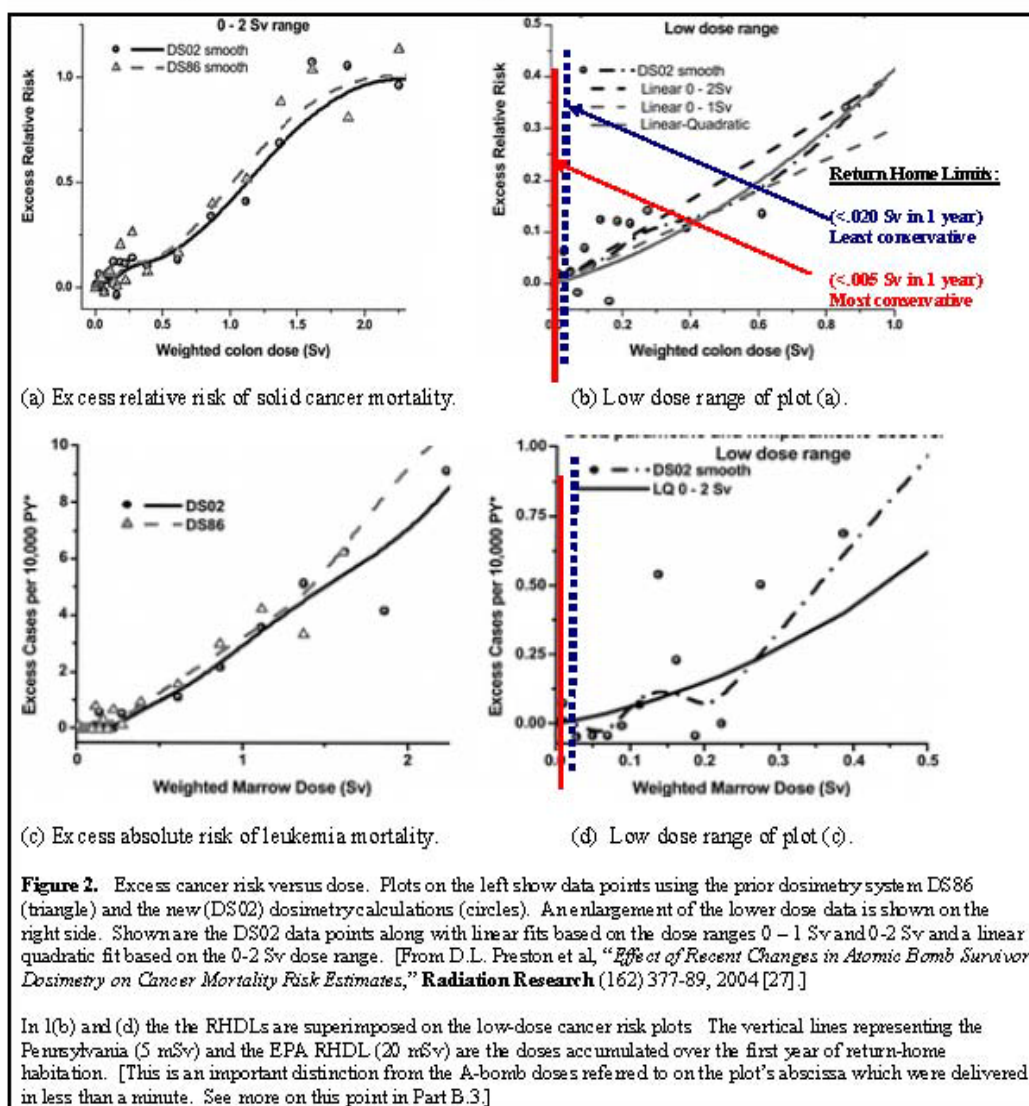 0 - 2 Sv range
DS02 smooth
DS86 smooth
Excess Relative Risk
1.0
0.5
0.0
0.0 0.5 1.0 1.5 2.0
Weighted colon dose (Sv)
(a) Excess relative risk of solid cancer mortality.
Low dose range
DS02 smooth
Linear 0 - 2Sv
Linear 0 - 1Sv
Linear-Quadratic
Excess Relative Risk
0.5
0.4
0.3
0.2
0.1
0.0
0.2 0.4 0.6 0.8 1.0
Weighted colon dose (Sv)
Return Home Limits:
(<.020 Sv in 1 year)
Least conservative
(<.005 Sv in 1 year)
Most conservative
(b) Low dose range of plot (a).
DS02
DS86
Excess Cases per 10,000 PY*
10
8
6
4
2
0
0 1 2
Weighted Marrow Dose (Sv)
(c) Excess absolute risk of leukemia mortality.
Low dose range
DS02 smooth
LQ 0 - 2 Sv
Excess Cases per 10,000 PY*
1.00
0.75
0.50
0.25
0.00
0.1 0.2 0.3 0.4 0.5
Weighted Marrow Dose (Sv)
(d) Low dose range of plot (c).
Figure 2. Excess cancer risk versus dose. Plots on the left show data points using the prior dosimetry system DS86
(triangle) and the new (DS02) dosimetry calculations (circles). An enlargement of the lower dose data is shown on the
right side. Shown are the DS02 data points along with linear fits based on the dose ranges 0 – 1 Sv and 0-2 Sv and a linear
quadratic fit based on the 0-2 Sv dose range. [From D.L. Preston et al, “Effect of Recent Changes in Atomic Bomb Survivor
Dosimetry on Cancer Mortality Risk Estimates,” Radiation Research (162) 377-89, 2004 [27].]
In 1(b) and (d) the the RHDLs are superimposed on the low-dose cancer risk plots The vertical lines representing the
Pennsylvania (5 mSv) and the EPA RHDL (20 mSv) are the doses accumulated over the first year of return-home
habitation. [This is an important distinction from the A-bomb doses referred to on the plot's abscissa which were delivered
in less than a minute. See more on this point in Part B.3.]